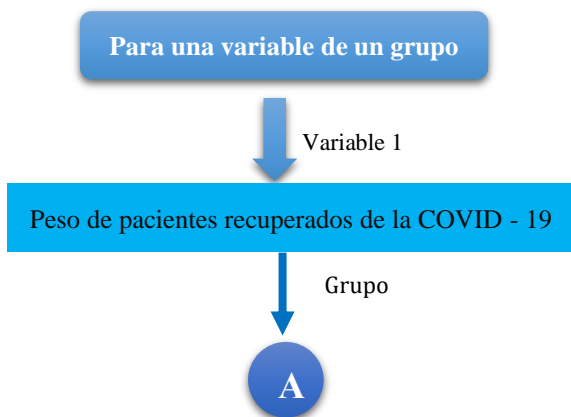 Para una variable de un grupo
Variable 1
Peso de pacientes recuperados de la COVID - 19
Grupo
A